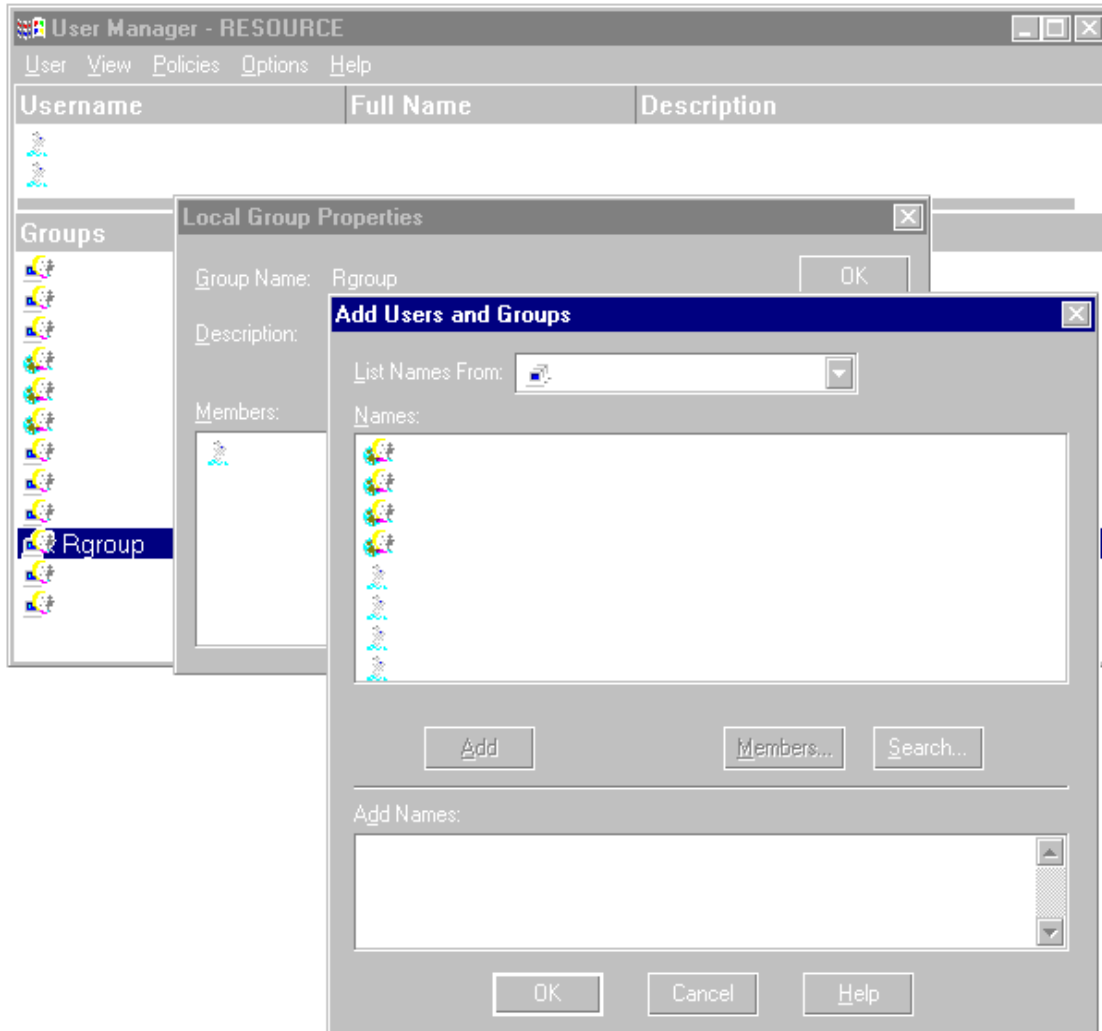 User Manager - RESOURCE
User View Policies Options Help
Username Full Name Description
Local Group Properties
Groups
Group Name: Rgroup OK
Add Users and Groups
Description:
List Names From:
Members:
Names:
Rgroup
Add Members... Search...
Add Names:
OK Cancel Help